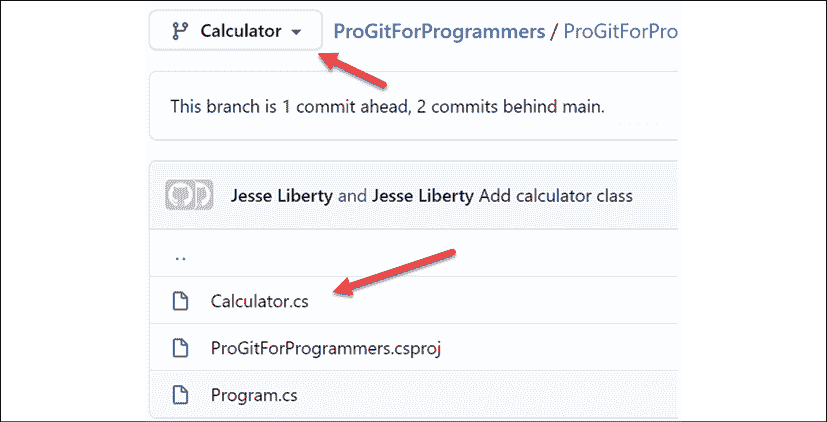 Calculator ProGitForProgrammers / ProGitForPro
This branch is 1 commit ahead, 2 commits behind main.
Jesse Liberty and Jesse Liberty Add calculator class
..
Calculator.cs
ProGitForProgrammers.csproj
Program.cs